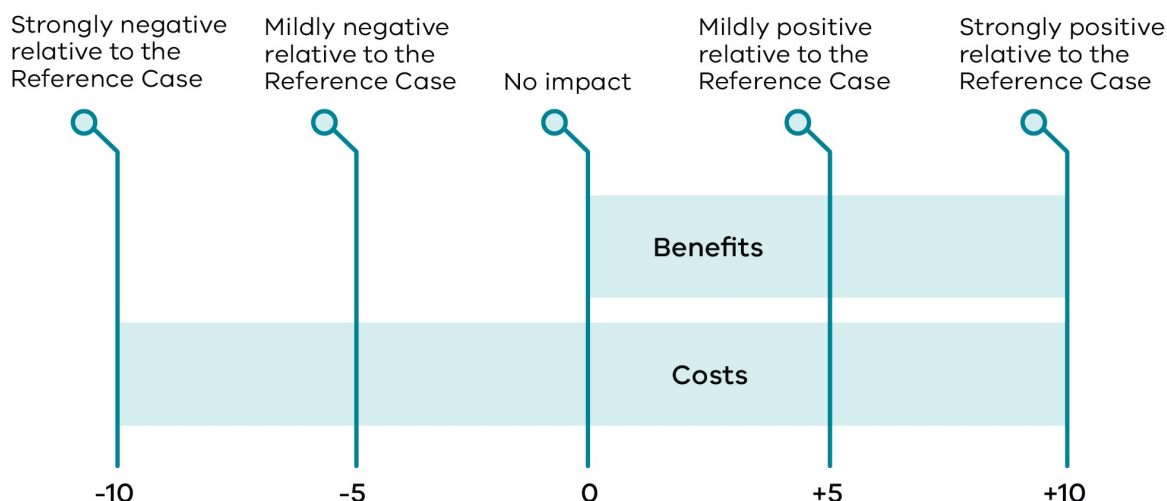 Strongly negative
relative to the
Reference Case
Mildly negative
relative to the
Reference Case
No impact
Mildly positive
relative to the
Reference Case
Strongly positive
relative to the
Reference Case
Benefits
Costs
-10
-5
0
+5
+10